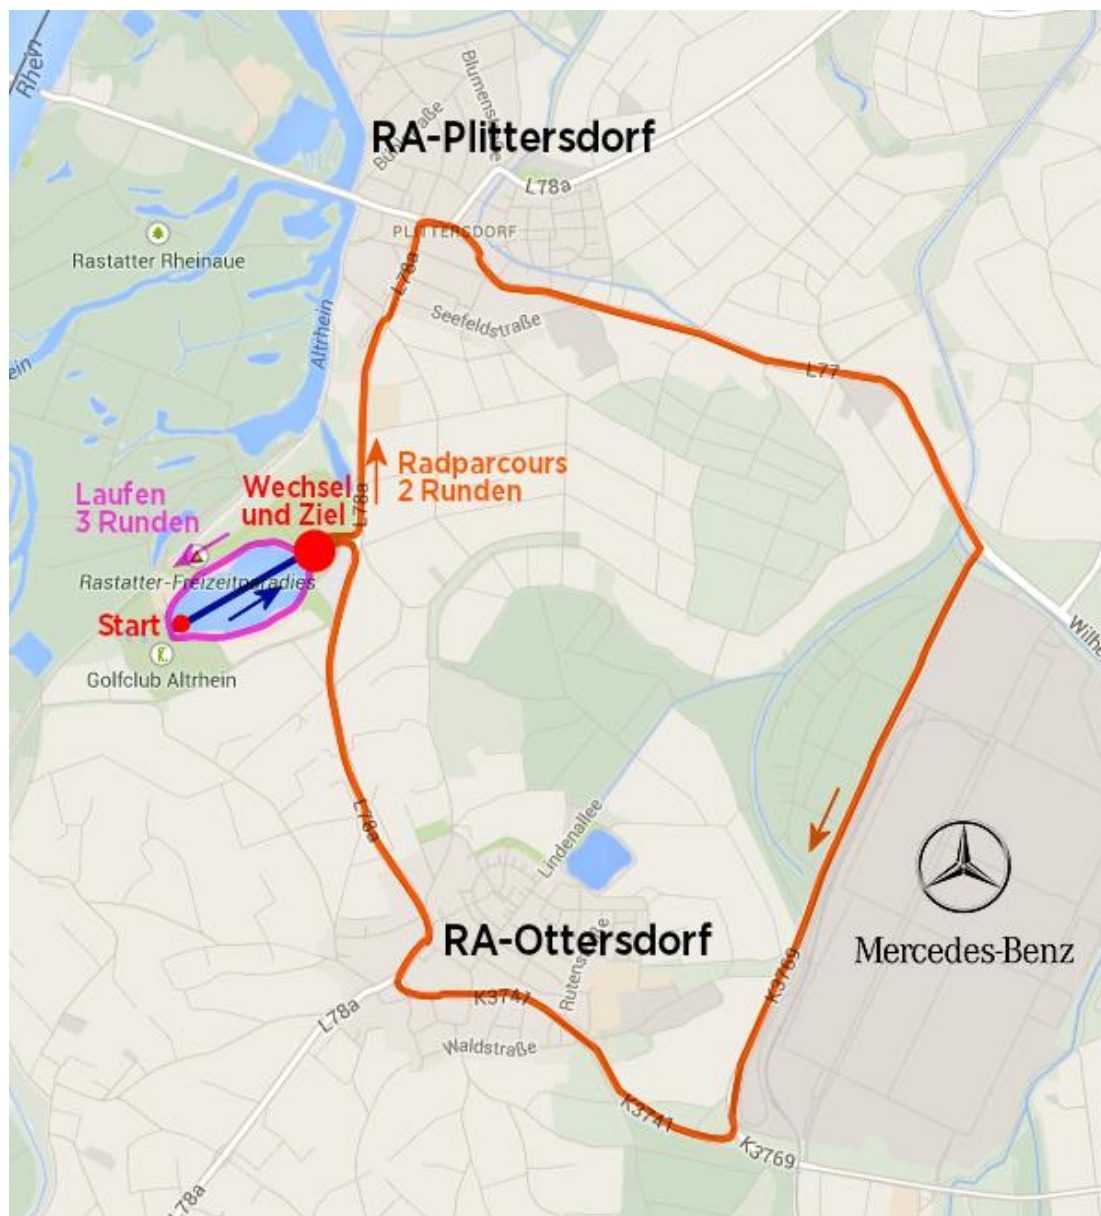 Rhein
Blumenstraße
RA-Plittersdorf
L78a
PLITTERSDORF
Rastatter Rheinaue
L78a
Seefeldstraße
Altrhein
L77
Radparcours
2 Runden
Wechsel
und Ziel
Laufen
3 Runden
L78a
Rastatter-Freizeitparadies
Start
Golfclub Altrhein
L78a
Lindenallee
RA-Ottersdorf
Mercedes-Benz
K3769
Rutenstraße
K3741
L78a
Waldstraße
K3741
K3769
L78a